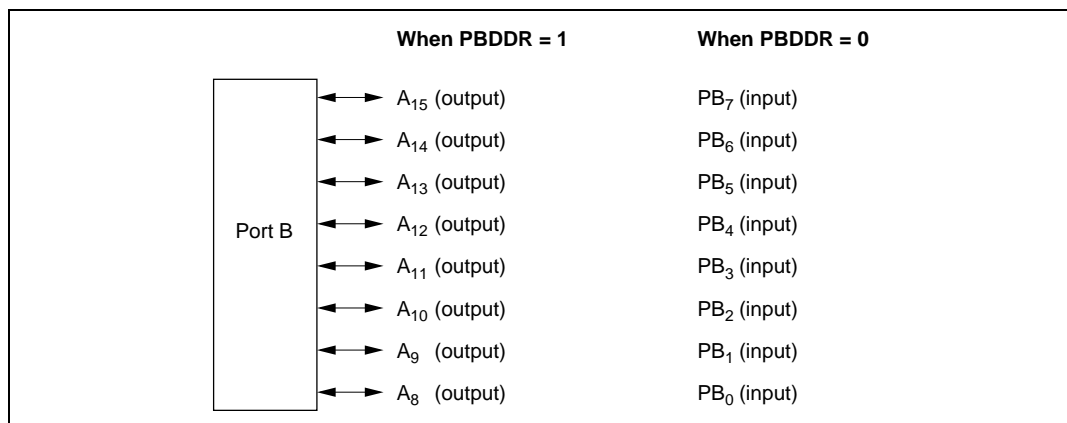 When PBDDR = 1 When PBDDR = 0
A15 (output) PB7 (input)
A14 (output) PB6 (input)
A13 (output) PB5 (input)
Port B A12 (output) PB4 (input)
A11 (output) PB3 (input)
A10 (output) PB2 (input)
A9 (output) PB1 (input)
A8 (output) PB0 (input)